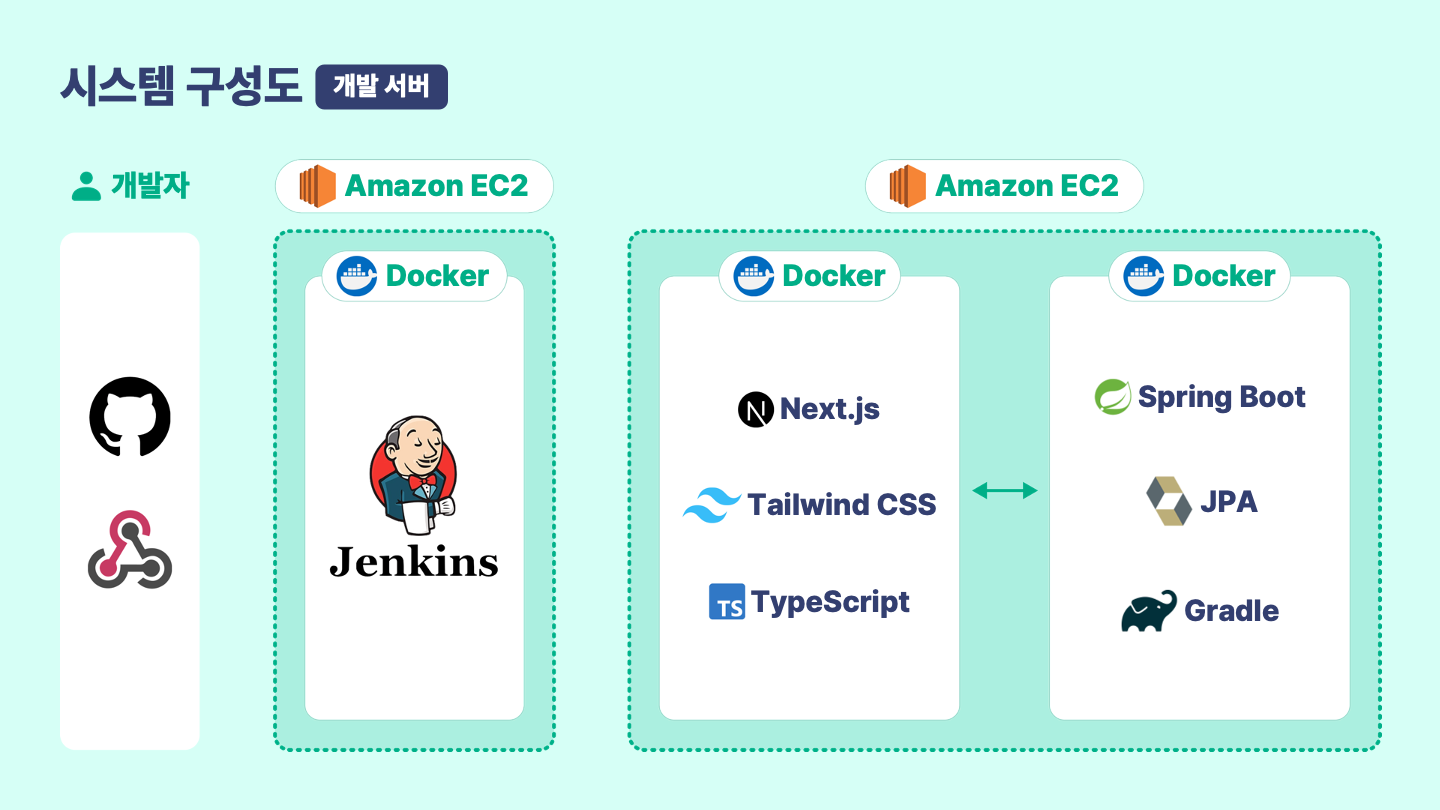 시스템 구성도 개발 서버
개발자
Amazon EC2
Docker
Jenkins
Amazon EC2
Docker
N Next.js
Tailwind CSS
TS TypeScript
Docker
Spring Boot
JPA
Gradle